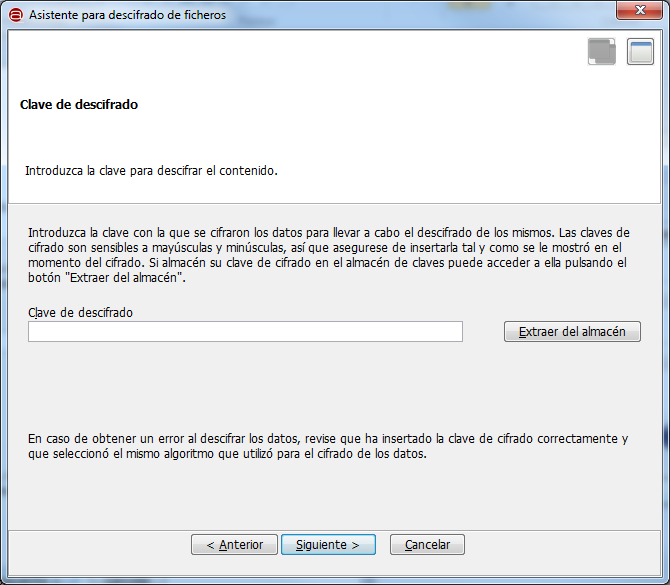 Asistente para descifrado de ficheros
Clave de descifrado
Introduzca la clave para descifrar el contenido.
Introduzca la clave con la que se cifraron los datos para llevar a cabo el descifrado de los mismos. Las claves de
cifrado son sensibles a mayúsculas y minúsculas, así que asegurese de insertarla tal y como se le mostró en el
momento del cifrado. Si almacén su clave de cifrado en el almacén de claves puede acceder a ella pulsando el
botón "Extraer del almacén".
Clave de descifrado
Extraer del almacén
En caso de obtener un error al descifrar los datos, revise que ha insertado la clave de cifrado correctamente y
que seleccionó el mismo algoritmo que utilizó para el cifrado de los datos.
< Anterior
Siguiente >
Cancelar